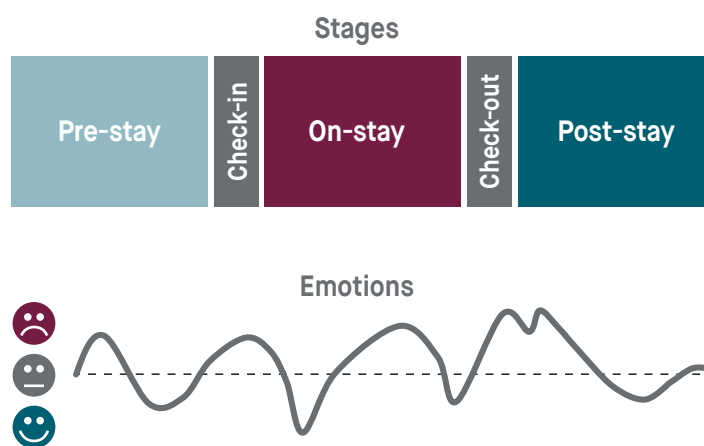 Stages
Pre-stay
Check-in
On-stay
Check-out
Post-stay
Emotions